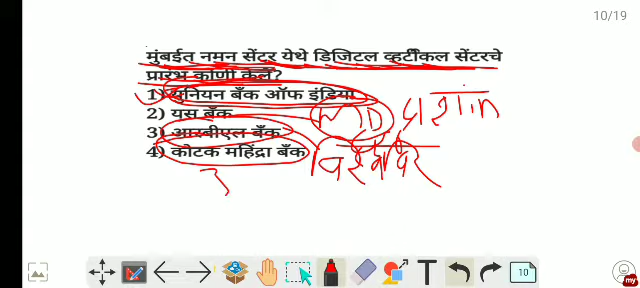 10/19
मुंबईत नमन सेंटर येथे डिजिटल व्हर्टीकल सेंटरचे
प्रारंभ कोणी केले?
1) युनियन बँक ऑफ इंडिया
2) यस बँक
3) आरबीएल बँक
4) कोटक महिंद्रा बँक
MD
10
my